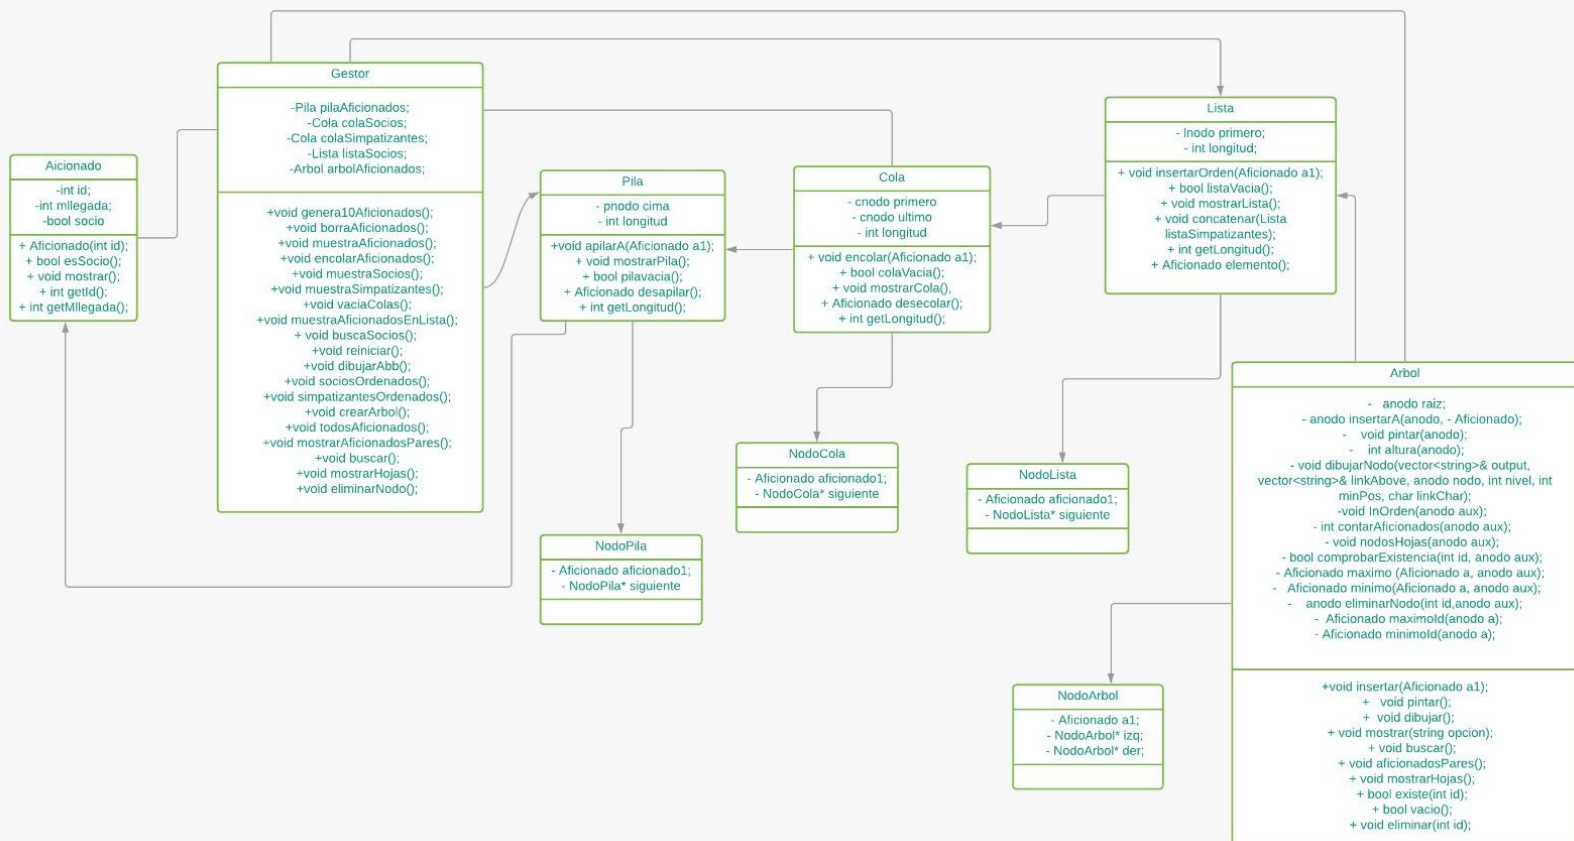 Gestor
-Pila pilaAficionados;
-Cola colaSocios;
-Cola colaSimpatizantes;
-Lista listaSocios;
-Arbol arbolAficionados;
+void genera10Aficionados();
+void borraAficionados();
+void muestraAficionados();
+void encolarAficionados();
+void muestraSocios();
+void muestraSimpatizantes();
+void vaciaColas();
+void muestraAficionadosEnLista();
+ void buscaSocios();
+void reiniciar();
+void dibujarAbb();
+void sociosOrdenados();
+void simpatizantesOrdenados();
+void crearArbol();
+void todosAficionados();
+void mostrarAficionadosPares();
+void buscar();
+void mostrarHojas();
+void eliminarNodo();
Aicionado
-int id;
-int mllegada;
-bool socio
+ Aficionado(int id);
+ bool esSocio();
+ void mostrar();
+ int getId();
+ int getMllegada();
Pila
- pnodo cima
- int longitud
+void apilarA(Aficionado a1);
+ void mostrarPila();
+ bool pilavacia();
+ Aficionado desapilar();
+ int getLongitud();
Cola
- cnodo primero
- cnodo ultimo
- int longitud
+ void encolar(Aficionado a1);
+ bool colaVacia();
+ void mostrarCola(),
+ Aficionado desecolar();
+ int getLongitud();
Lista
- lnodo primero;
- int longitud;
+ void insertarOrden(Aficionado a1);
+ bool listaVacia();
+ void mostrarLista();
+ void concatenar(Lista
listaSimpatizantes);
+ int getLongitud();
+ Aficionado elemento();
NodoPila
- Aficionado aficionado1;
- NodoPila* siguiente
NodoCola
- Aficionado aficionado1;
- NodoCola* siguiente
NodoLista
- Aficionado aficionado1;
- NodoLista* siguiente
NodoArbol
- Aficionado a1;
- NodoArbol* izq;
- NodoArbol* der;
Arbol
- anodo raiz;
- anodo insertarA(anodo, - Aficionado);
- void pintar(anodo);
- int altura(anodo);
- void dibujarNodo(vector<string>& output,
vector<string>& linkAbove, anodo nodo, int nivel, int
minPos, char linkChar);
-void InOrden(anodo aux);
- int contarAficionados(anodo aux);
- void nodosHojas(anodo aux);
- bool comprobarExistencia(int id, anodo aux);
- Aficionado maximo (Aficionado a, anodo aux);
- Aficionado minimo(Aficionado a, anodo aux);
- anodo eliminarNodo(int id,anodo aux);
- Aficionado maximoId(anodo a);
- Aficionado minimoId(anodo a);
+void insertar(Aficionado a1);
+ void pintar();
+ void dibujar();
+ void mostrar(string opcion);
+ void buscar();
+ void aficionadosPares();
+ void mostrarHojas();
+ bool existe(int id);
+ bool vacio();
+ void eliminar(int id);